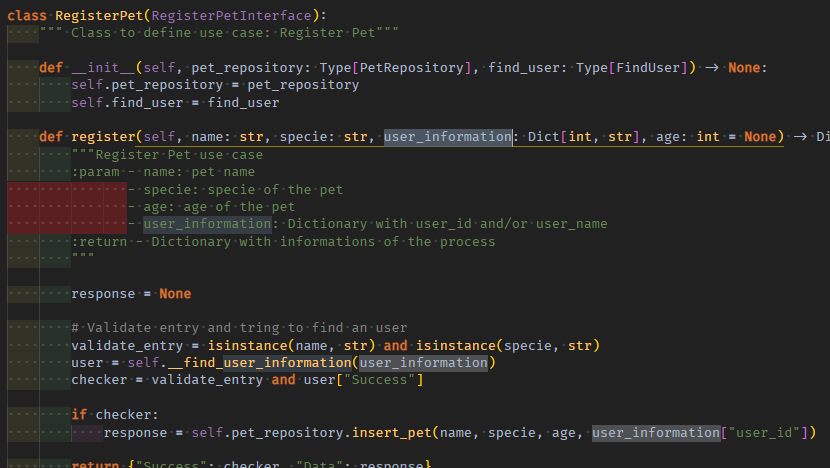 class RegisterPet(RegisterPetInterface):
""" Class to define use case: Register Pet"""
def __init__(self, pet_repository: Type[PetRepository], find_user: Type[FindUser]) -> None:
self.pet_repository = pet_repository
self.find_user = find_user
def register(self, name: str, specie: str, user_information: Dict[int, str], age: int = None) -> Di
"""Register Pet use case
:param - name: pet name
- specie: specie of the pet
- age: age of the pet
- user_information: Dictionary with user_id and/or user_name
:return - Dictionary with informations of the process
"""
response = None
# Validate entry and tring to find an user
validate_entry = isinstance(name, str) and isinstance(specie, str)
user = self.__find_user_information(user_information)
checker = validate_entry and user["Success"]
if checker:
response = self.pet_repository.insert_pet(name, specie, age, user_information["user_id"])
return {"Success": checker, "Data": response}